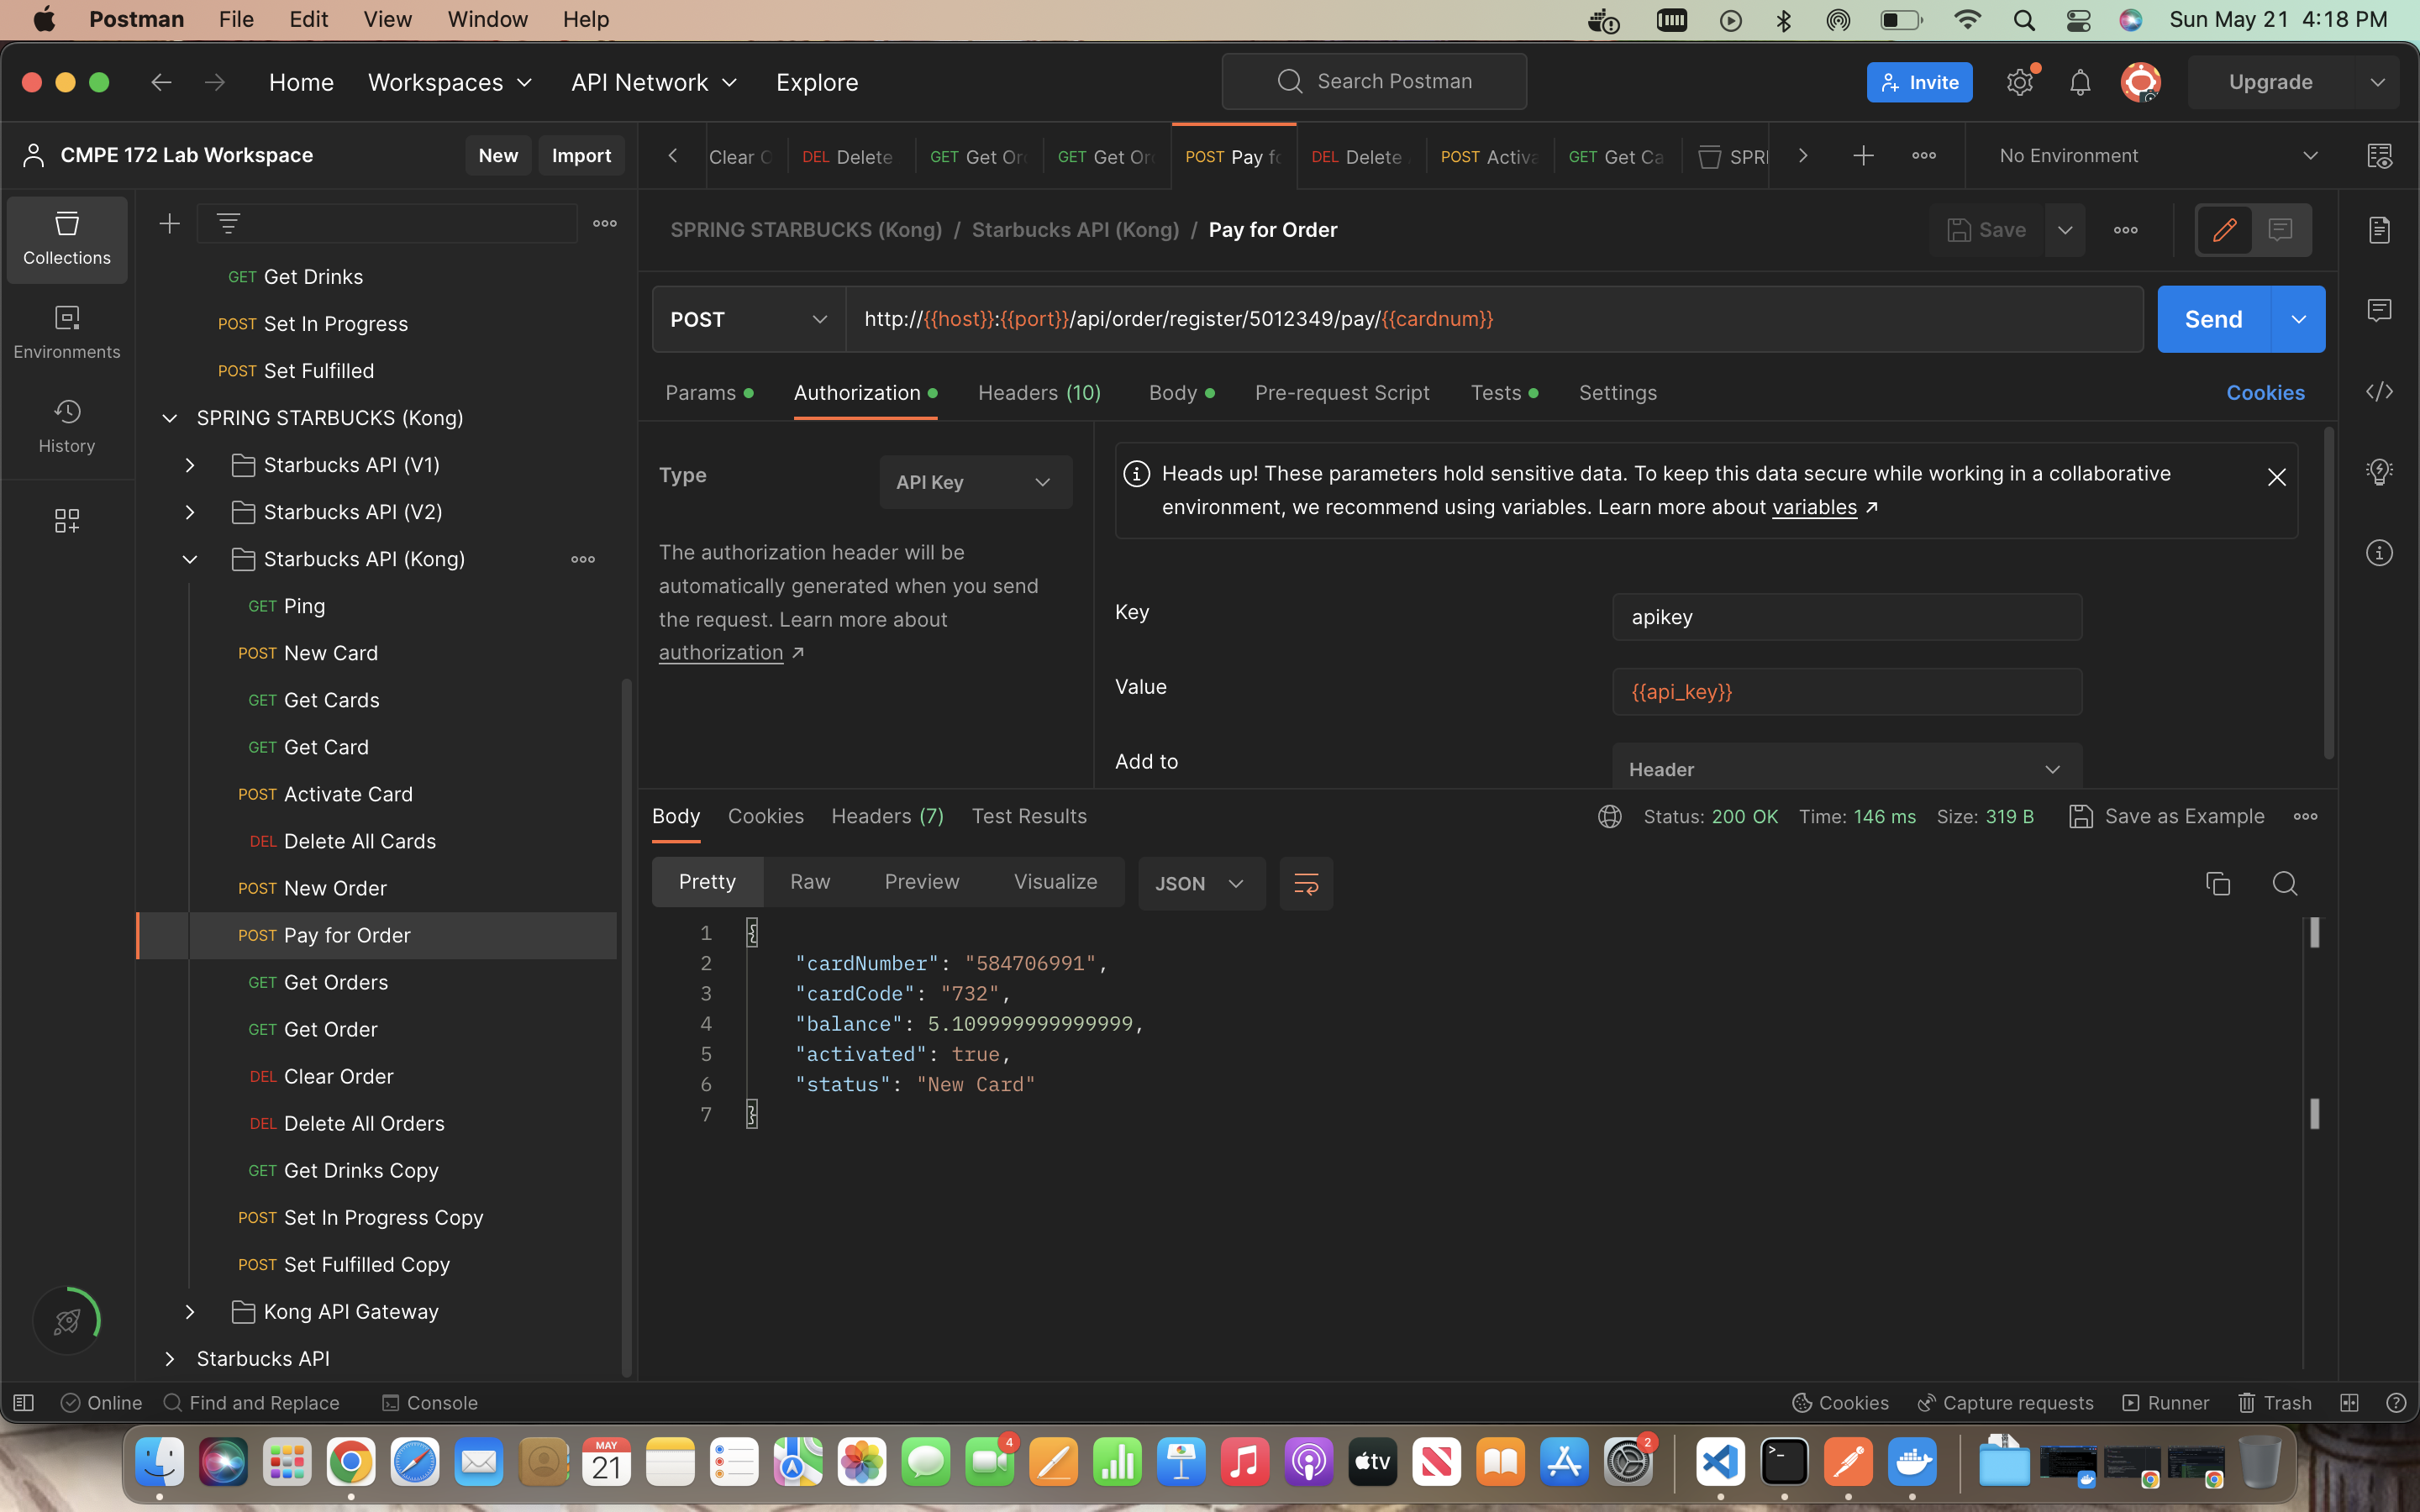 Postman File Edit View Window Help Sun May 21 4:18 PM
Home Workspaces API Network Explore Search Postman Invite Upgrade
CMPE 172 Lab Workspace New Import
Clear O DEL Delete GET Get Or GET Get Or POST Pay fo DEL Delete POST Activa GET Get Ca SPRI No Environment
SPRING STARBUCKS (Kong) / Starbucks API (Kong) / Pay for Order Save
Collections
Environments
History
GET Get Drinks
POST Set In Progress
POST Set Fulfilled
SPRING STARBUCKS (Kong)
Starbucks API (V1)
Starbucks API (V2)
Starbucks API (Kong)
GET Ping
POST New Card
GET Get Cards
GET Get Card
POST Activate Card
DEL Delete All Cards
POST New Order
POST Pay for Order
GET Get Orders
GET Get Order
DEL Clear Order
DEL Delete All Orders
GET Get Drinks Copy
POST Set In Progress Copy
POST Set Fulfilled Copy
Kong API Gateway
Starbucks API
POST http://{{host}}:{{port}}/api/order/register/5012349/pay/{{cardnum}} Send
Params Authorization Headers (10) Body Pre-request Script Tests Settings Cookies
Type API Key
The authorization header will be
automatically generated when you send
the request. Learn more about
authorization ↗
Heads up! These parameters hold sensitive data. To keep this data secure while working in a collaborative
environment, we recommend using variables. Learn more about variables ↗
Key apikey
Value {{api_key}}
Add to Header
Body Cookies Headers (7) Test Results Status: 200 OK Time: 146 ms Size: 319 B Save as Example
Pretty Raw Preview Visualize JSON
1 {
2 "cardNumber": "584706991",
3 "cardCode": "732",
4 "balance": 5.109999999999999,
5 "activated": true,
6 "status": "New Card"
7 }
Online Find and Replace Console Cookies Capture requests Runner Trash
MAY
21
4
tv
2